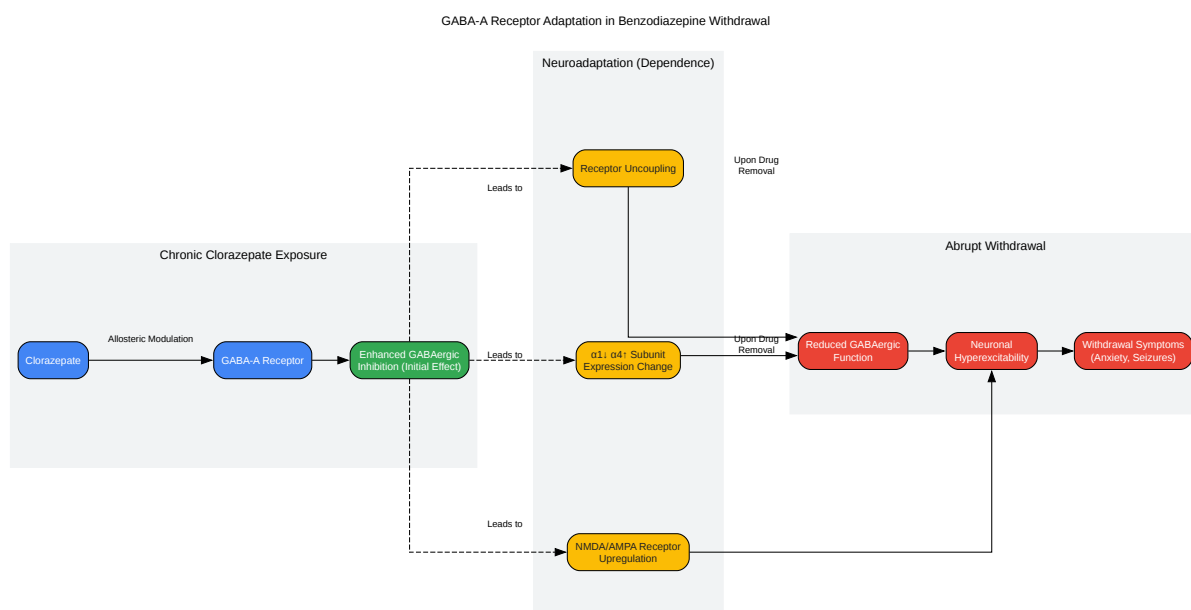 GABA-A Receptor Adaptation in Benzodiazepine Withdrawal
Neuroadaptation (Dependence)
Receptor Uncoupling
Upon Drug
Removal
Leads to
Chronic Clorazepate Exposure
Abrupt Withdrawal
Clorazepate
Allosteric Modulation
GABA-A Receptor
Enhanced GABAergic
Inhibition (Initial Effect)
Leads to
α1↓ α4↑ Subunit
Expression Change
Upon Drug
Removal
Reduced GABAergic
Function
Neuronal
Hyperexcitability
Withdrawal Symptoms
(Anxiety, Seizures)
Leads to
NMDA/AMPA Receptor
Upregulation